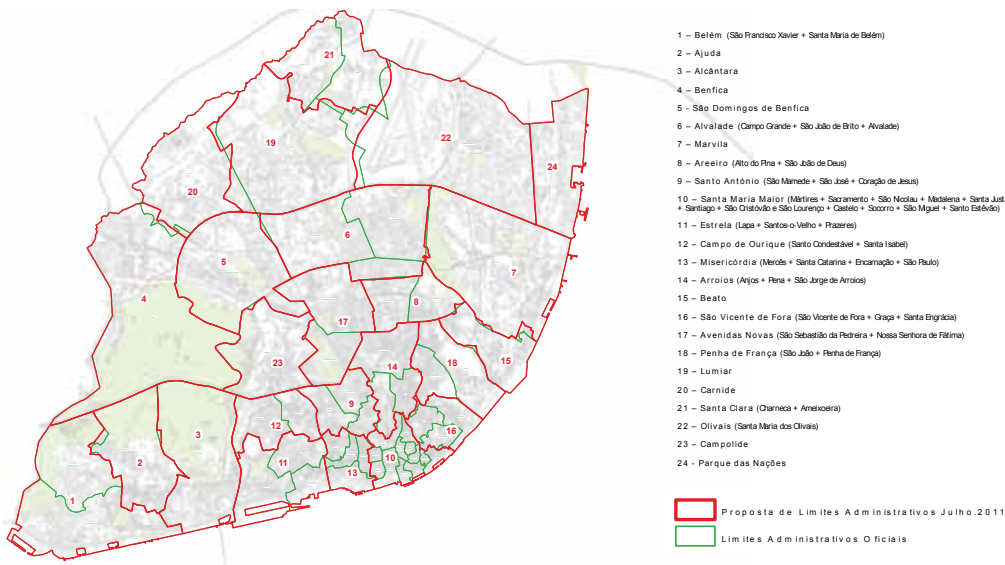 1 – Belém (São Francisco Xavier + Santa Maria de Belém)
2 – Ajuda
3 – Alcântara
4 – Benfica
5 - São Domingos de Benfica
6 – Alvalade (Campo Grande + São João de Brito + Alvalade)
7 – Marvila
8 – Areeiro (Alto do Pina + São João de Deus)
9 – Santo António (São Mamede + São José + Coração de Jesus)
10 – Santa Maria Maior (Mártires + Sacramento + São Nicolau + Madalena + Santa Just
+ Santiago + São Cristóvão e São Lourenço + Castelo + Socorro + São Miguel + Santo Estêvão)
11 – Estrela (Lapa + Santos-o-Velho + Prazeres)
12 – Campo de Ourique (Santo Condestável + Santa Isabel)
13 – Misericórdia (Mercês + Santa Catarina + Encarnação + São Paulo)
14 – Arroios (Anjos + Pena + São Jorge de Arroios)
15 – Beato
16 – São Vicente de Fora (São Vicente de Fora + Graça + Santa Engrácia)
17 – Avenidas Novas (São Sebastião da Pedreira + Nossa Senhora de Fátima)
18 – Penha de França (São João + Penha de França)
19 – Lumiar
20 – Carnide
21 – Santa Clara (Charneca + Ameixoeira)
22 – Olivais (Santa Maria dos Olivais)
23 – Campolide
24 - Parque das Nações
Proposta de Limites Administrativos Julho.2011
Limites Administrativos Oficiais
21
22
19
24
20
6
5
7
4
8
17
23
14
18
15
9
12
16
3
10
11
2
13
1